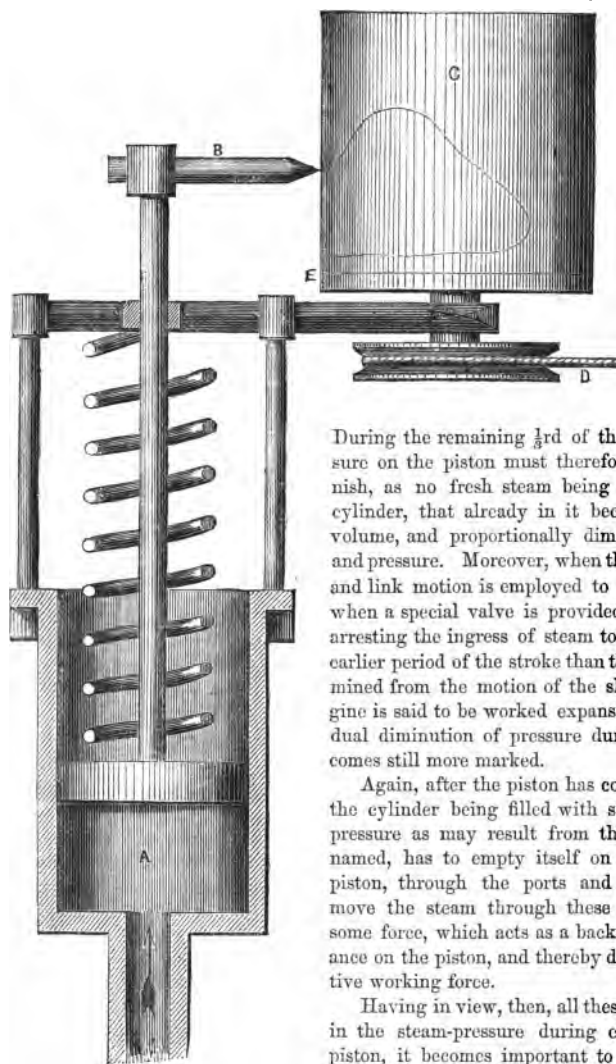 C
B
E
D
A
During the remaining ⅓rd of th
sure on the piston must therefo
nish, as no fresh steam being
cylinder, that already in it bec
volume, and proportionally dim
and pressure. Moreover, when th
and link motion is employed to
when a special valve is provided
arresting the ingress of steam to
earlier period of the stroke than t
mined from the motion of the sl
gine is said to be worked expans
dual diminution of pressure dur
comes still more marked.
Again, after the piston has co
the cylinder being filled with s
pressure as may result from th
named, has to empty itself on
piston, through the ports and
move the steam through these
some force, which acts as a back
ance on the piston, and thereby d
tive working force.
Having in view, then, all thes
in the steam-pressure during c
piston, it becomes important to